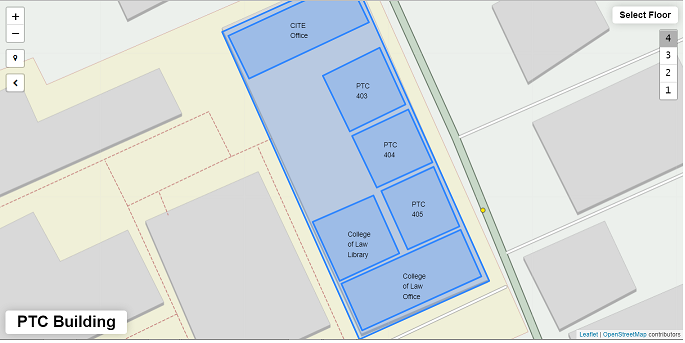 +
−
Select Floor
4
3
2
1
CITE
Office
PTC
403
PTC
404
PTC
405
College
of Law
Library
College
of Law
Office
PTC Building
Leaflet | OpenStreetMap contributors